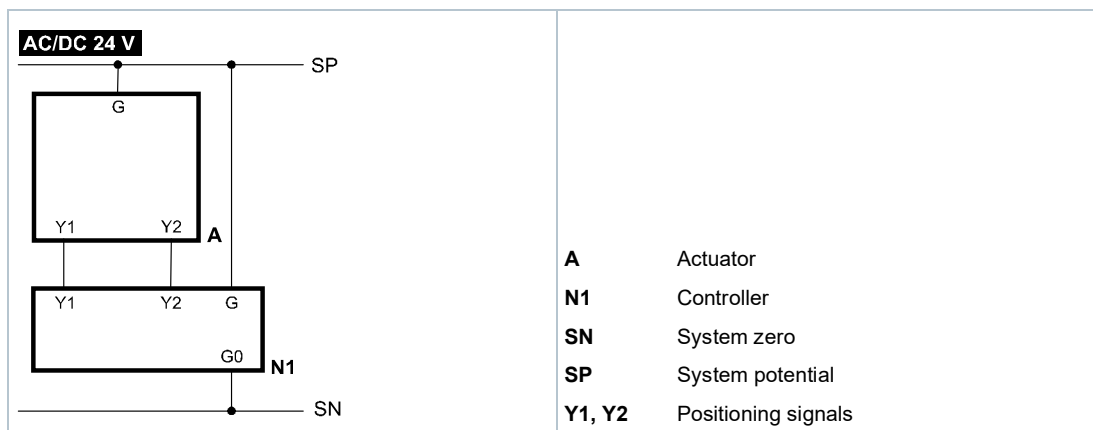 AC/DC 24 V
SP
G
Y1 Y2
A
Y1 Y2 G
G0
N1
SN
A Actuator
N1 Controller
SN System zero
SP System potential
Y1, Y2 Positioning signals